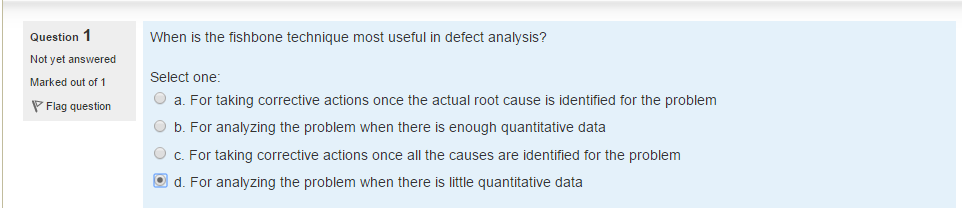 Question 1
Not yet answered
Marked out of 1
Flag question
When is the fishbone technique most useful in defect analysis?
Select one:
a. For taking corrective actions once the actual root cause is identified for the problem
b. For analyzing the problem when there is enough quantitative data
c. For taking corrective actions once all the causes are identified for the problem
d. For analyzing the problem when there is little quantitative data